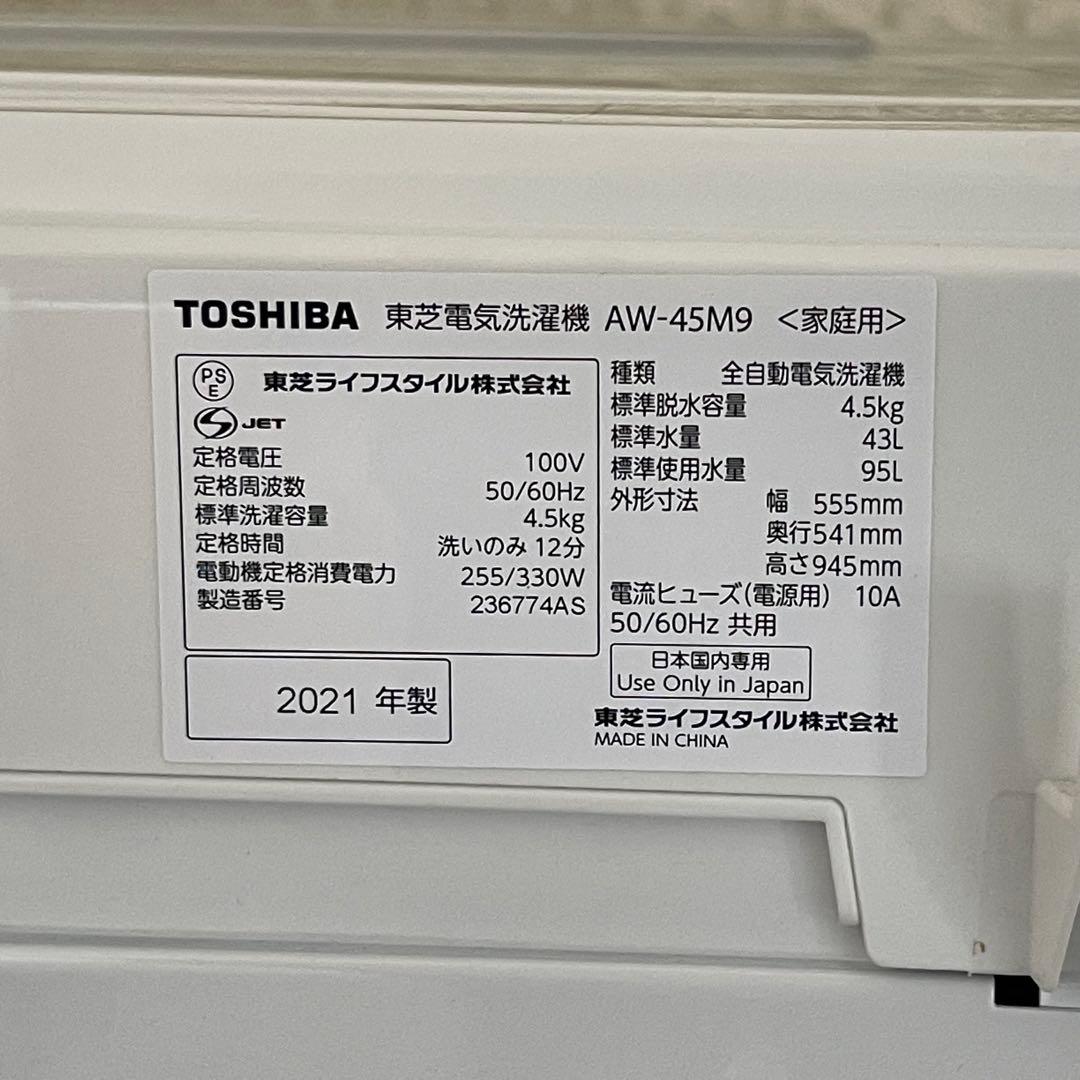 TOSHIBA 東芝電気洗濯機 AW-45M9 <家庭用>
PSE 東芝ライフスタイル株式会社
S JET
定格電圧 100V
定格周波数 50/60Hz
標準洗濯容量 4.5kg
定格時間 洗いのみ 12分
電動機定格消費電力 255/330W
製造番号 236774AS
2021 年製
種類 全自動電気洗濯機
標準脱水容量 4.5kg
標準水量 43L
標準使用水量 95L
外形寸法 幅 555mm
奥行541mm
高さ945mm
電流ヒューズ(電源用) 10A
50/60Hz 共用
日本国内専用
Use Only in Japan
東芝ライフスタイル株式会社
MADE IN CHINA